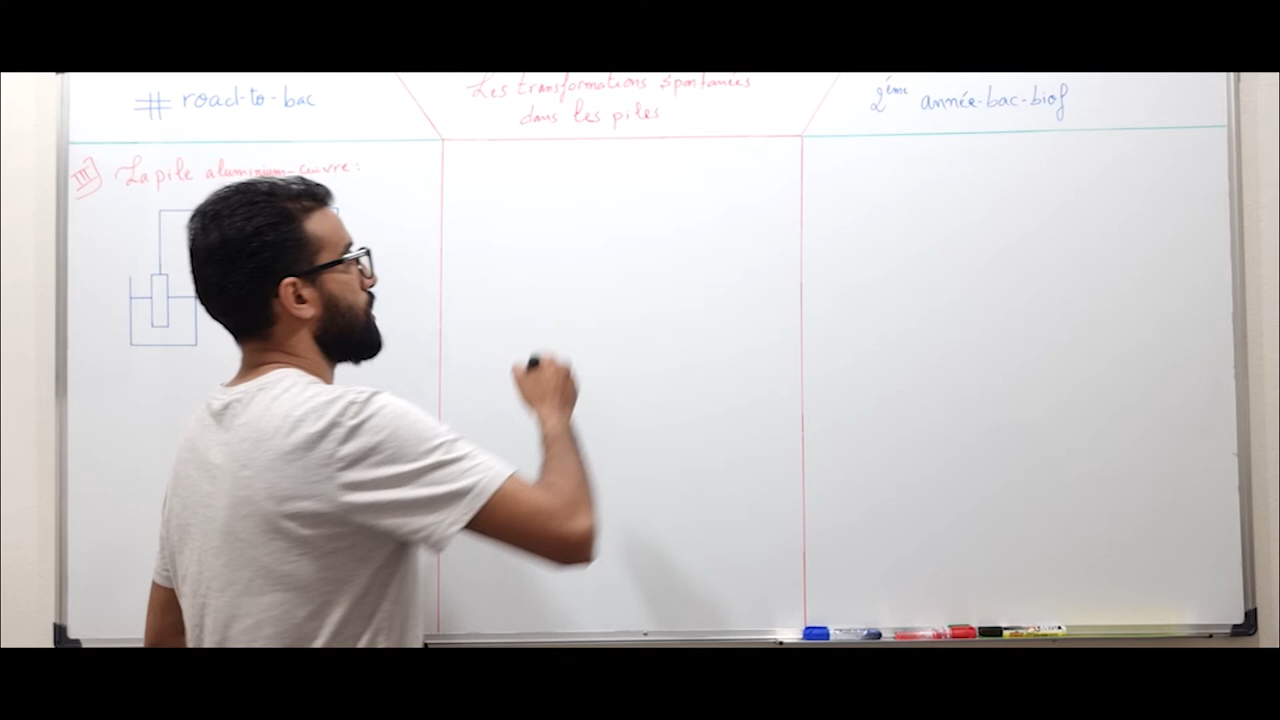 # road-to-bac
Les transformations spontanées
dans les piles
2ème année-bac-biof
III) La pile aluminium-cuivre: